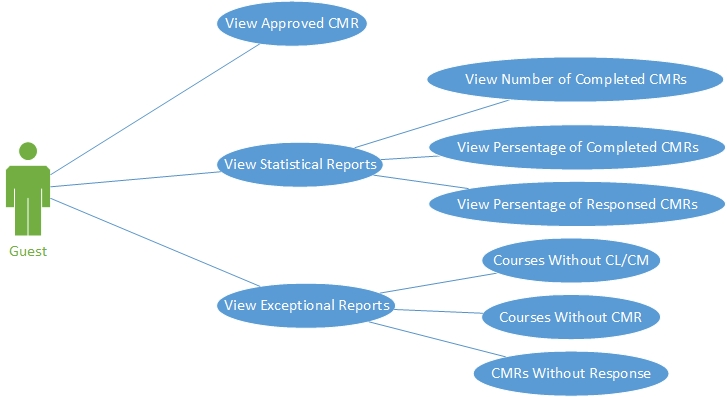 View Approved CMR
View Number of Completed CMRs
View Persentage of Completed CMRs
View Statistical Reports
View Persentage of Responsed CMRs
Guest
Courses Without CL/CM
View Exceptional Reports
Courses Without CMR
CMRs Without Response